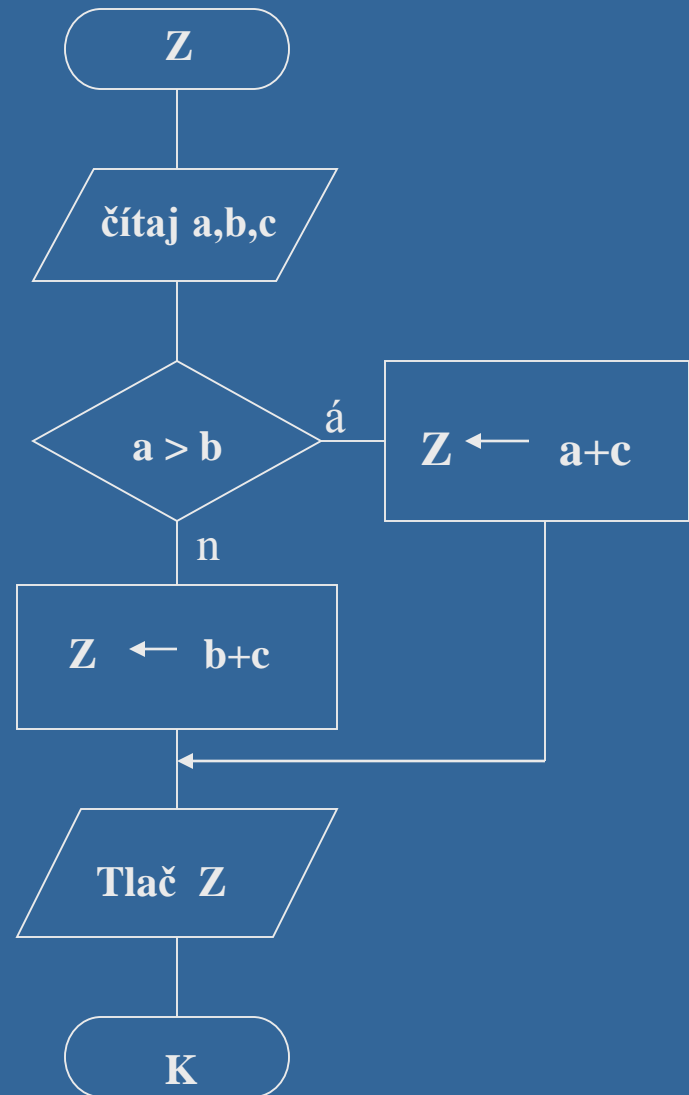 Z
čítaj a,b,c
a > b
á
Z ← a+c
n
Z ← b+c
Tlač Z
K